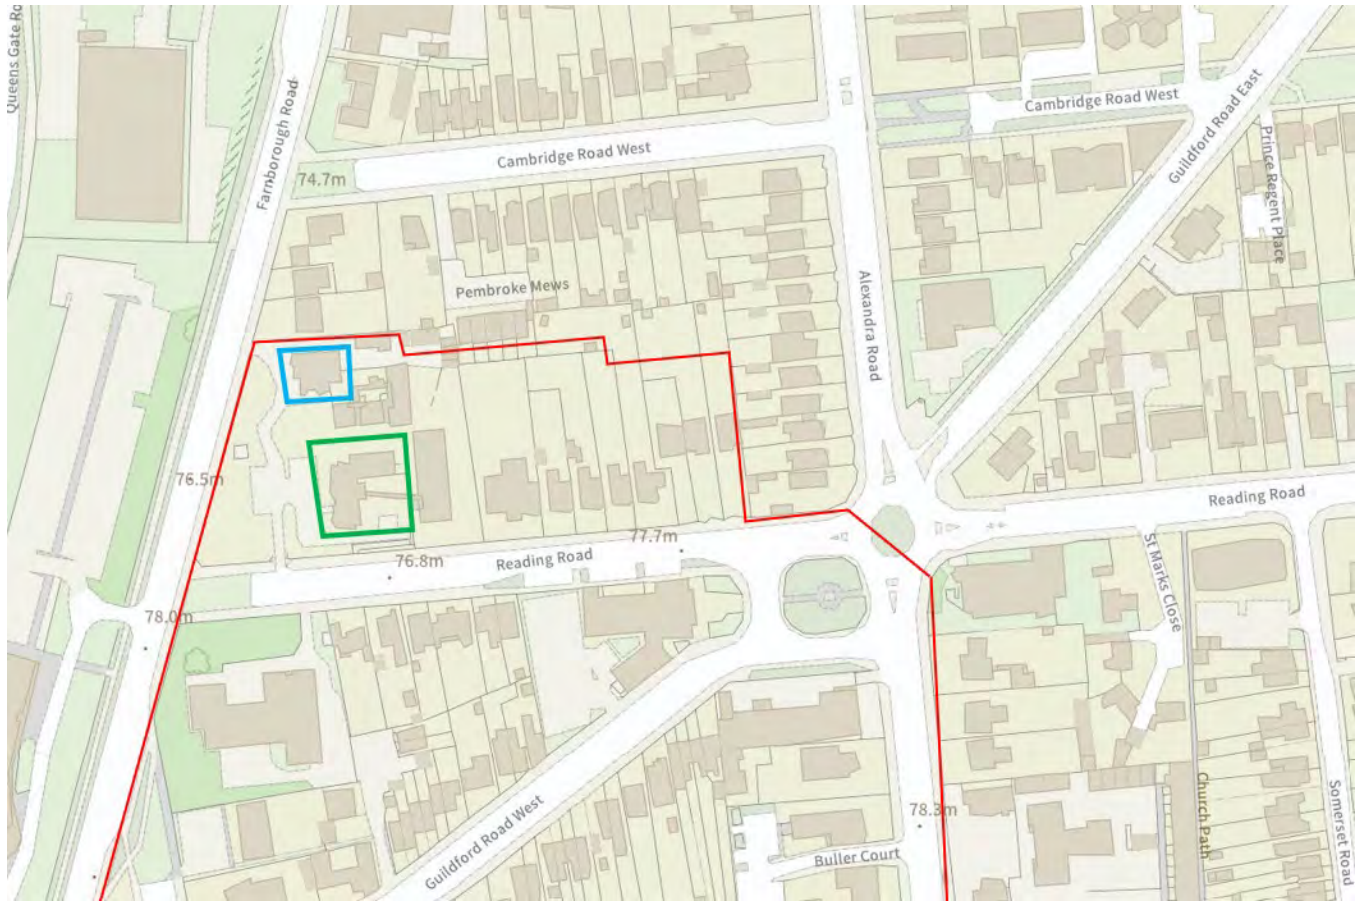 Queens Gate Ro
Farnborough Road
Cambridge Road West
Cambridge Road West
Guildford Road East
Prince Regent Place
74.7m
Pembroke Mews
Alexandra Road
76.5m
Reading Road
77.7m
Reading Road
76.8m
St Marks Close
78.0m
Guildford Road West
78.3m
Buller Court
Church Path
Somerset Road